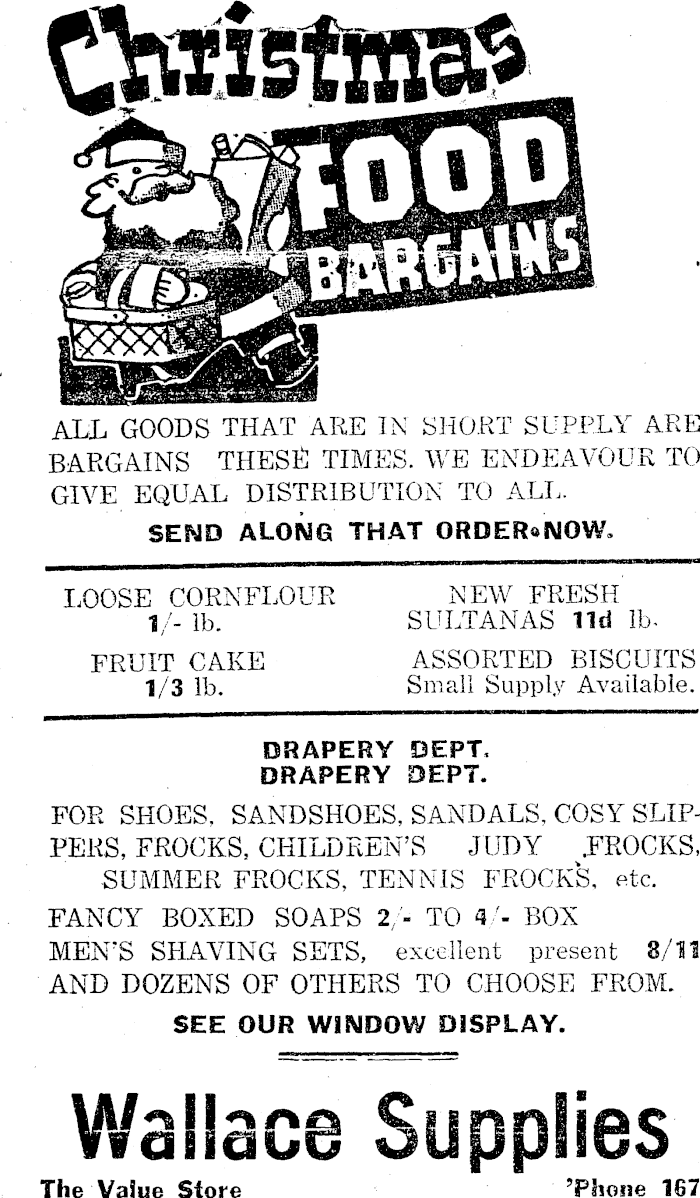 Christmas
FOOD
BARGAINS
ALL GOODS THAT ARE IN SHORT SUPPLY ARE
BARGAINS THESE TIMES. WE ENDEAVOUR TO
GIVE EQUAL DISTRIBUTION TO ALL.
SEND ALONG THAT ORDER NOW.
LOOSE CORNFLOUR
1/- lb.
NEW FRESH
SULTANAS 11d lb.
FRUIT CAKE
1/3 lb.
ASSORTED BISCUITS
Small Supply Available.
DRAPERY DEPT.
DRAPERY DEPT.
FOR SHOES, SANDSHOES, SANDALS, COSY SLIP-
PERS, FROCKS, CHILDREN'S JUDY FROCKS,
SUMMER FROCKS, TENNIS FROCKS, etc.
FANCY BOXED SOAPS 2/- TO 4/- BOX
MEN'S SHAVING SETS, excellent present 8/11
AND DOZENS OF OTHERS TO CHOOSE FROM.
SEE OUR WINDOW DISPLAY.
Wallace Supplies
The Value Store 'Phone 167